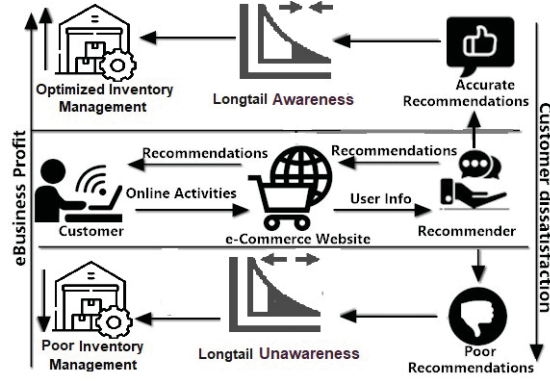 Optimized Inventory
Management
Longtail Awareness
Accurate
Recommendations
eBusiness Profit
Customer dissatisfaction
Recommendations
Recommendations
Online Activities
User Info
Customer
e-Commerce Website
Recommender
Poor Inventory
Management
Longtail Unawareness
Poor
Recommendations